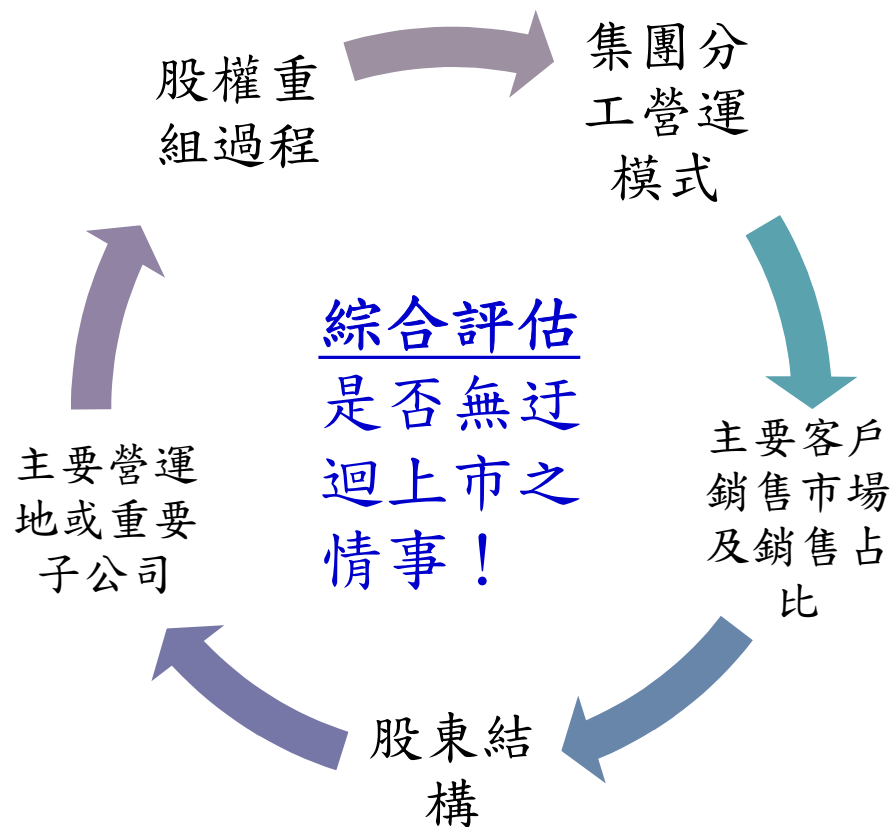 股權重
組過程
集團分
工營運
模式
綜合評估
是否無迂
迴上市之
情事！
主要客戶
銷售市場
及銷售占
比
主要營運
地或重要
子公司
股東結
構